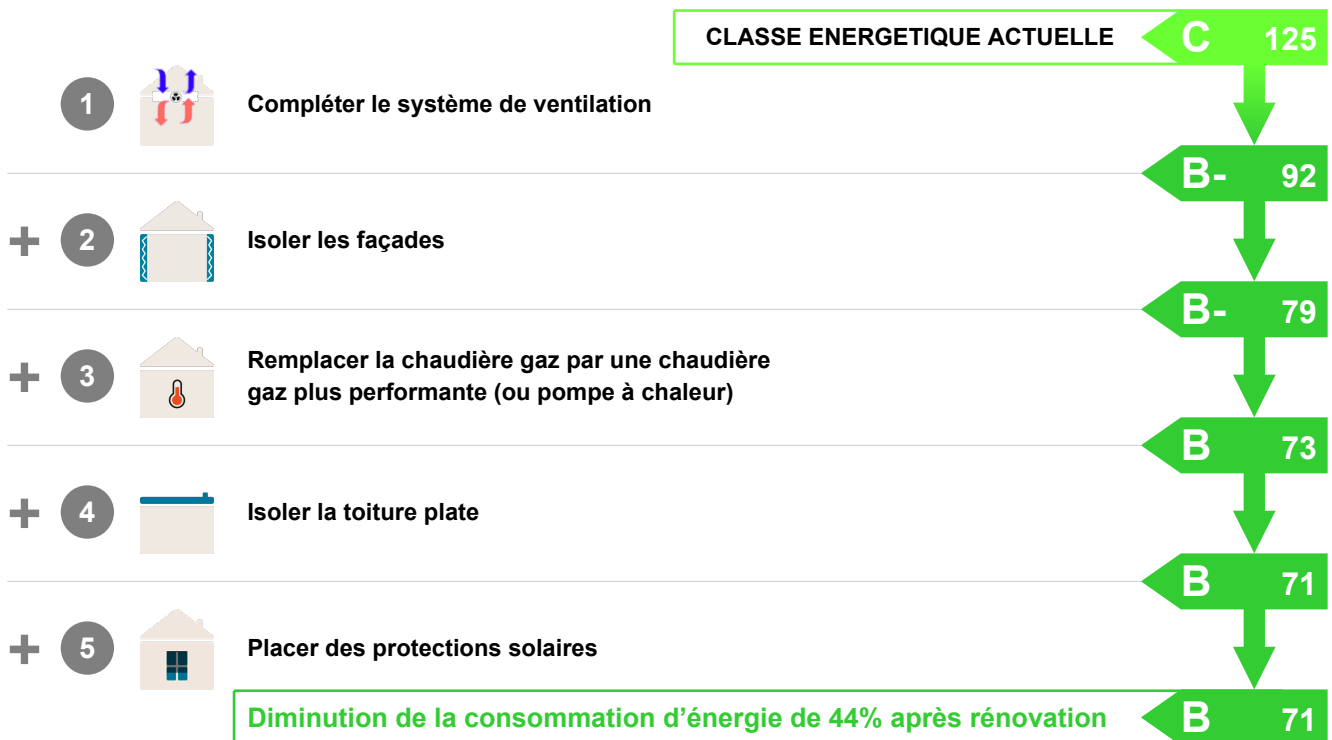 CLASSE ENERGETIQUE ACTUELLE C 125
1 Compléter le système de ventilation
B- 92
+ 2 Isoler les façades
B- 79
+ 3 Remplacer la chaudière gaz par une chaudière
gaz plus performante (ou pompe à chaleur)
B 73
+ 4 Isoler la toiture plate
B 71
+ 5 Placer des protections solaires
Diminution de la consommation d’énergie de 44% après rénovation B 71